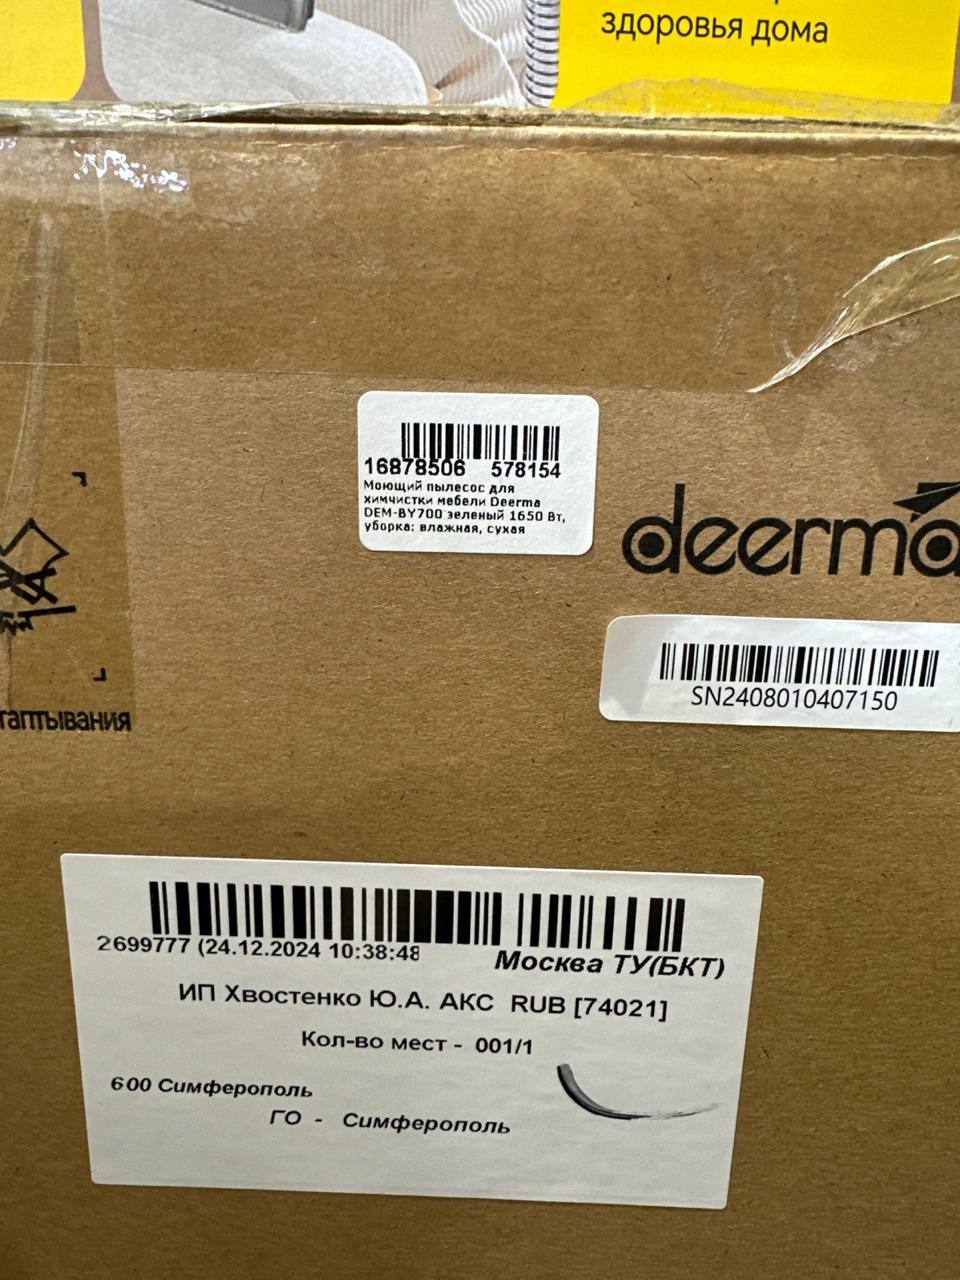 здоровья дома
16878506 578154
Моющий пылесос для
химчистки мебели Deerma
DEM-BY700 зеленый 1650 Вт,
уборка: влажная, сухая
deerma
SN2408010407150
2699777 (24.12.2024 10:38:48
Москва ТУ(БКТ)
ИП Хвостенко Ю.А. АКС RUB [74021]
Кол-во мест - 001/1
600 Симферополь
ГО - Симферополь